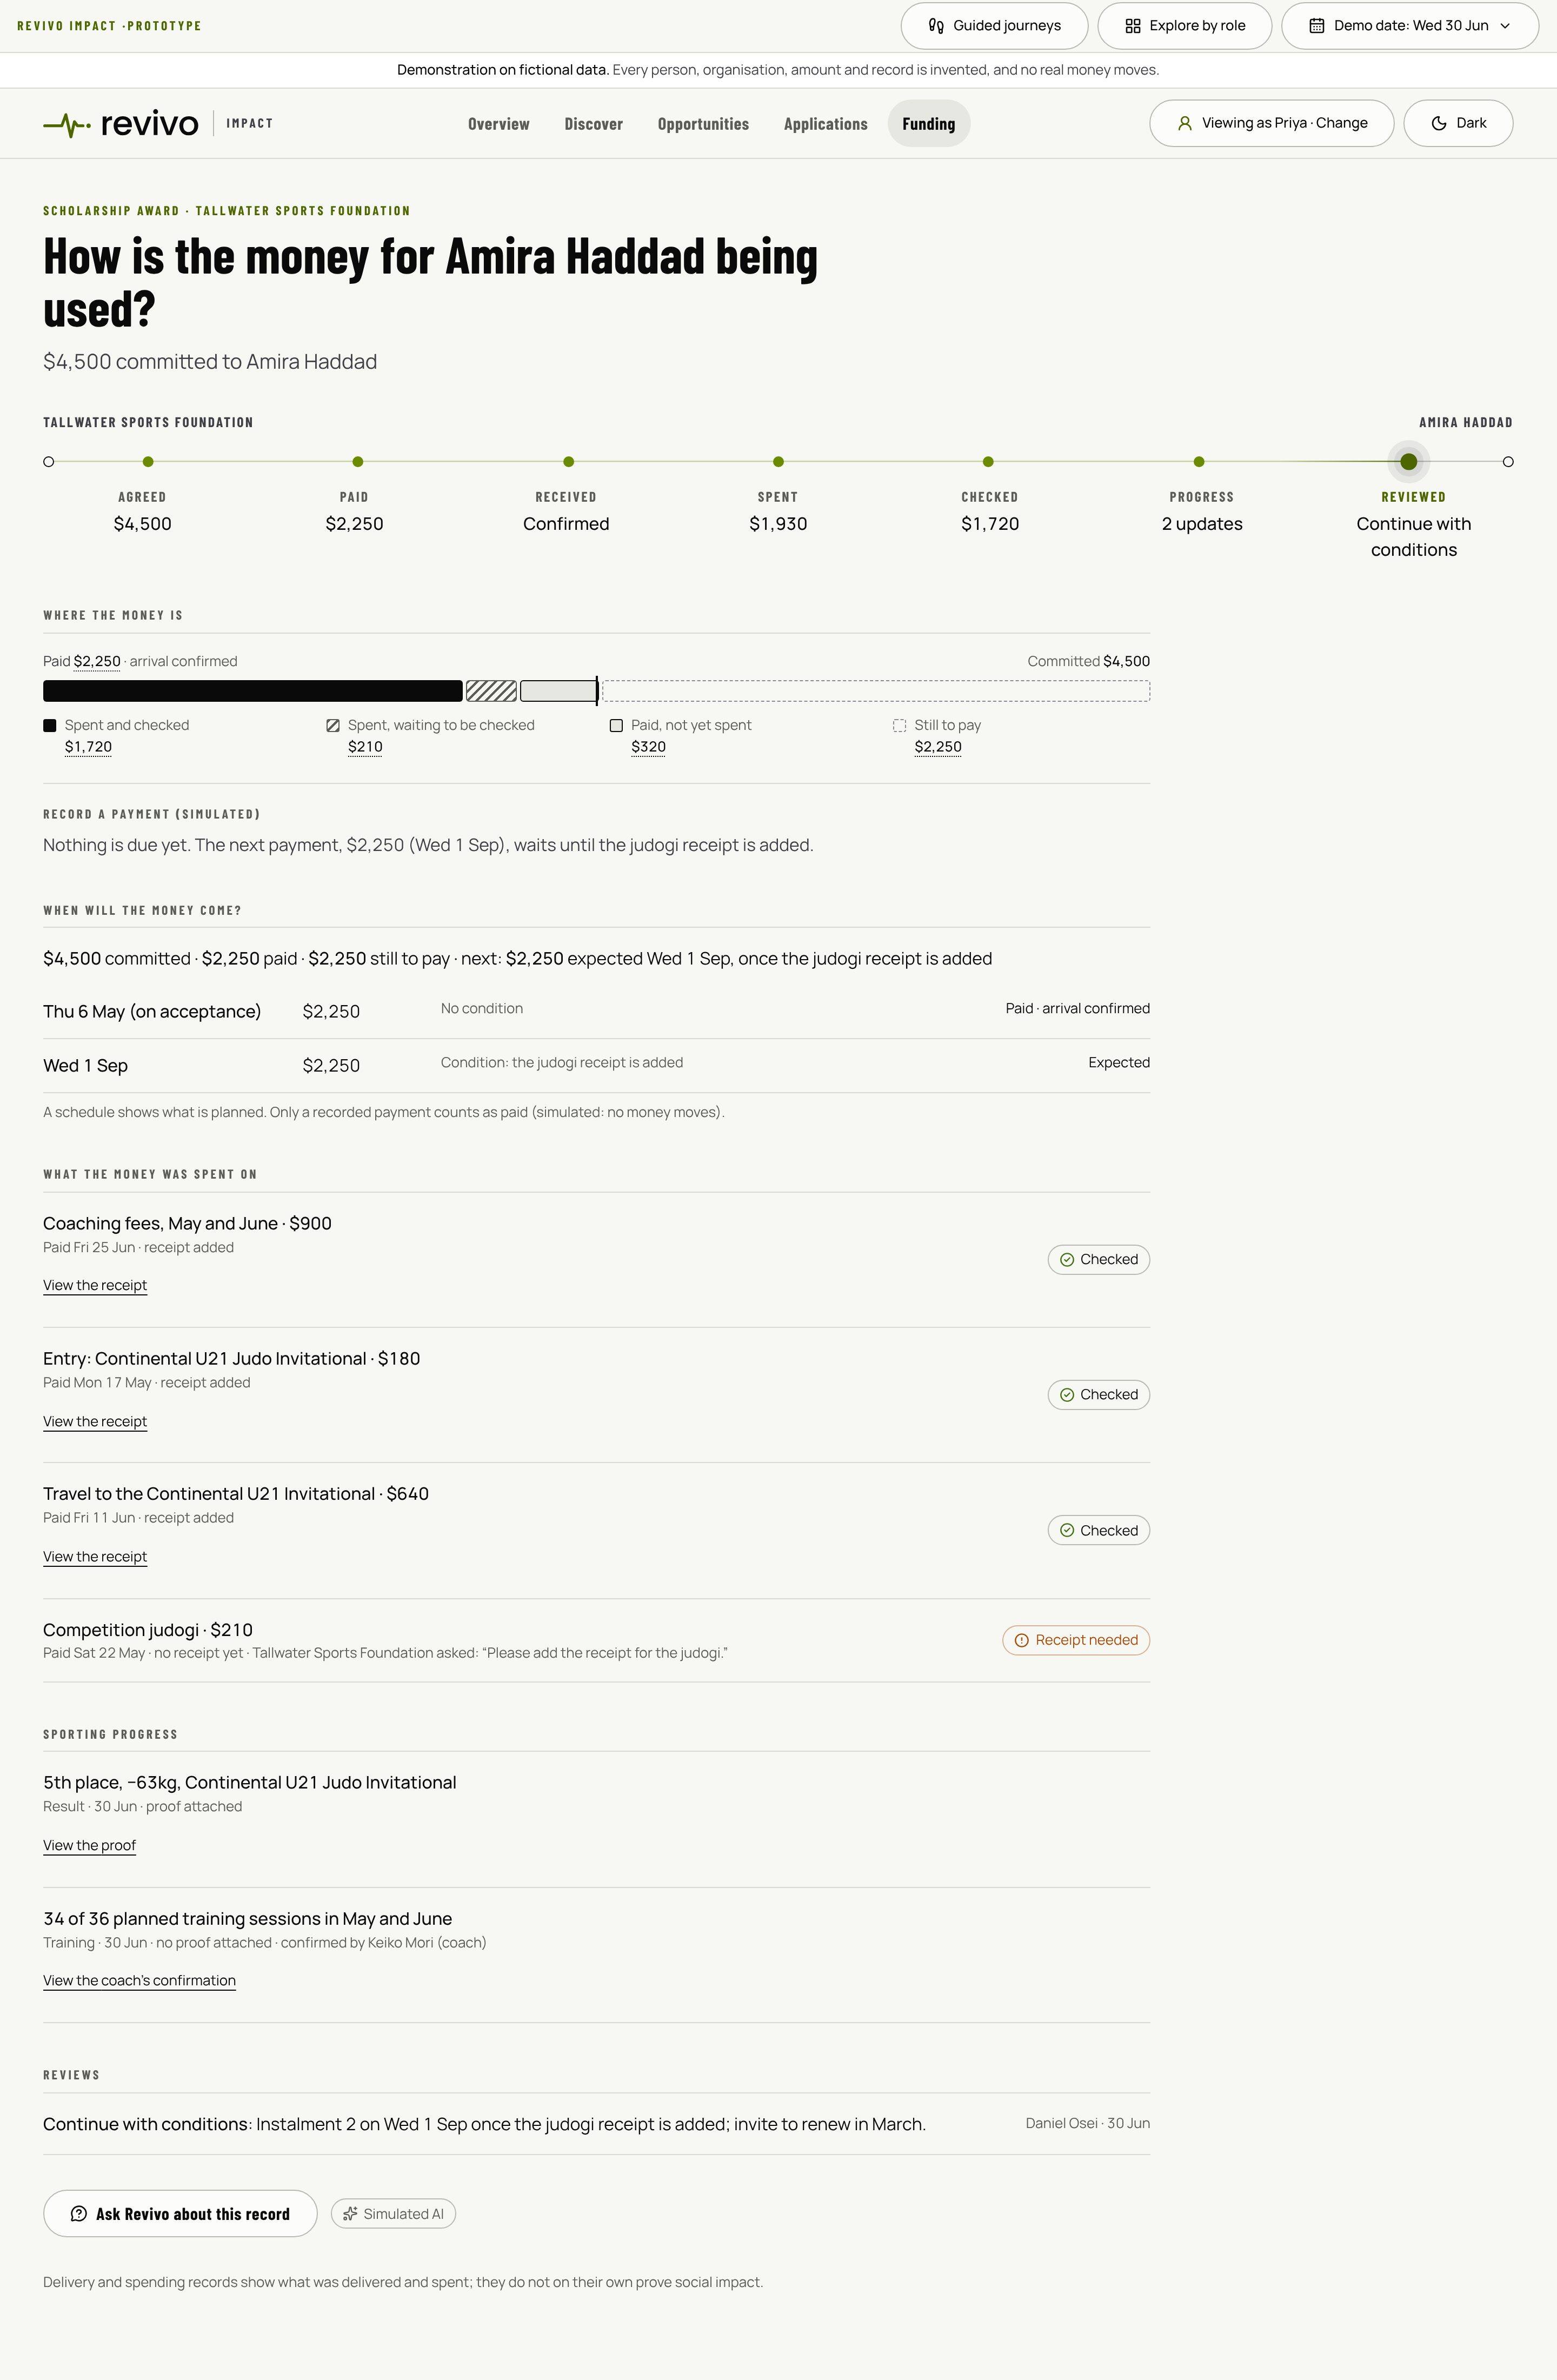 REVIVO IMPACT ·PROTOTYPE
Guided journeys
Explore by role
Demo date: Wed 30 Jun
Demonstration on fictional data. Every person, organisation, amount and record is invented, and no real money moves.
revivo
IMPACT
Overview
Discover
Opportunities
Applications
Funding
Viewing as Priya · Change
Dark
SCHOLARSHIP AWARD · TALLWATER SPORTS FOUNDATION
How is the money for Amira Haddad being
used?
$4,500 committed to Amira Haddad
TALLWATER SPORTS FOUNDATION
AMIRA HADDAD
AGREED
$4,500
PAID
$2,250
RECEIVED
Confirmed
SPENT
$1,930
CHECKED
$1,720
PROGRESS
2 updates
REVIEWED
Continue with
conditions
WHERE THE MONEY IS
Paid $2,250 · arrival confirmed
Committed $4,500
Spent and checked
$1,720
Spent, waiting to be checked
$210
Paid, not yet spent
$320
Still to pay
$2,250
RECORD A PAYMENT (SIMULATED)
Nothing is due yet. The next payment, $2,250 (Wed 1 Sep), waits until the judogi receipt is added.
WHEN WILL THE MONEY COME?
$4,500 committed · $2,250 paid · $2,250 still to pay · next: $2,250 expected Wed 1 Sep, once the judogi receipt is added
Thu 6 May (on acceptance) $2,250 No condition Paid · arrival confirmed
Wed 1 Sep $2,250 Condition: the judogi receipt is added Expected
A schedule shows what is planned. Only a recorded payment counts as paid (simulated: no money moves).
WHAT THE MONEY WAS SPENT ON
Coaching fees, May and June · $900
Paid Fri 25 Jun · receipt added
Checked
View the receipt
Entry: Continental U21 Judo Invitational · $180
Paid Mon 17 May · receipt added
Checked
View the receipt
Travel to the Continental U21 Invitational · $640
Paid Fri 11 Jun · receipt added
Checked
View the receipt
Competition judogi · $210
Paid Sat 22 May · no receipt yet · Tallwater Sports Foundation asked: “Please add the receipt for the judogi.”
Receipt needed
SPORTING PROGRESS
5th place, −63kg, Continental U21 Judo Invitational
Result · 30 Jun · proof attached
View the proof
34 of 36 planned training sessions in May and June
Training · 30 Jun · no proof attached · confirmed by Keiko Mori (coach)
View the coach’s confirmation
REVIEWS
Continue with conditions: Instalment 2 on Wed 1 Sep once the judogi receipt is added; invite to renew in March.
Daniel Osei · 30 Jun
Ask Revivo about this record
Simulated AI
Delivery and spending records show what was delivered and spent; they do not on their own prove social impact.